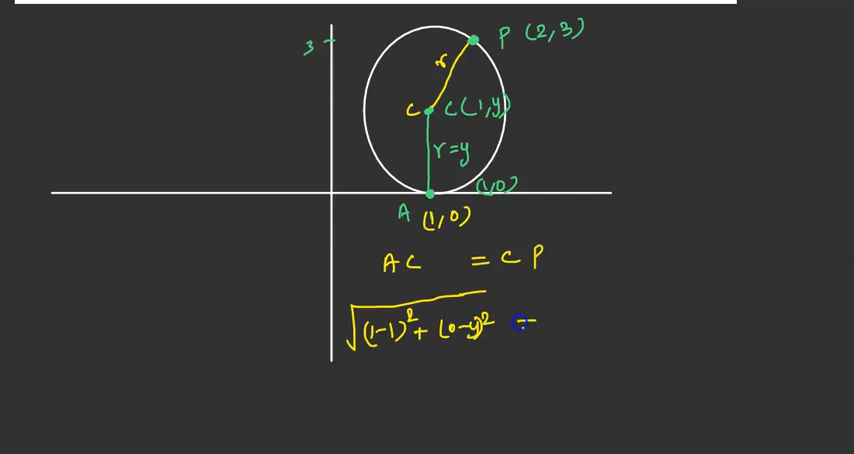 P (2,3)
3
r
C C(1,y)
r=y
(1,0)
A (1,0)
AC = CP
√((1-1)²+(0-y)² =